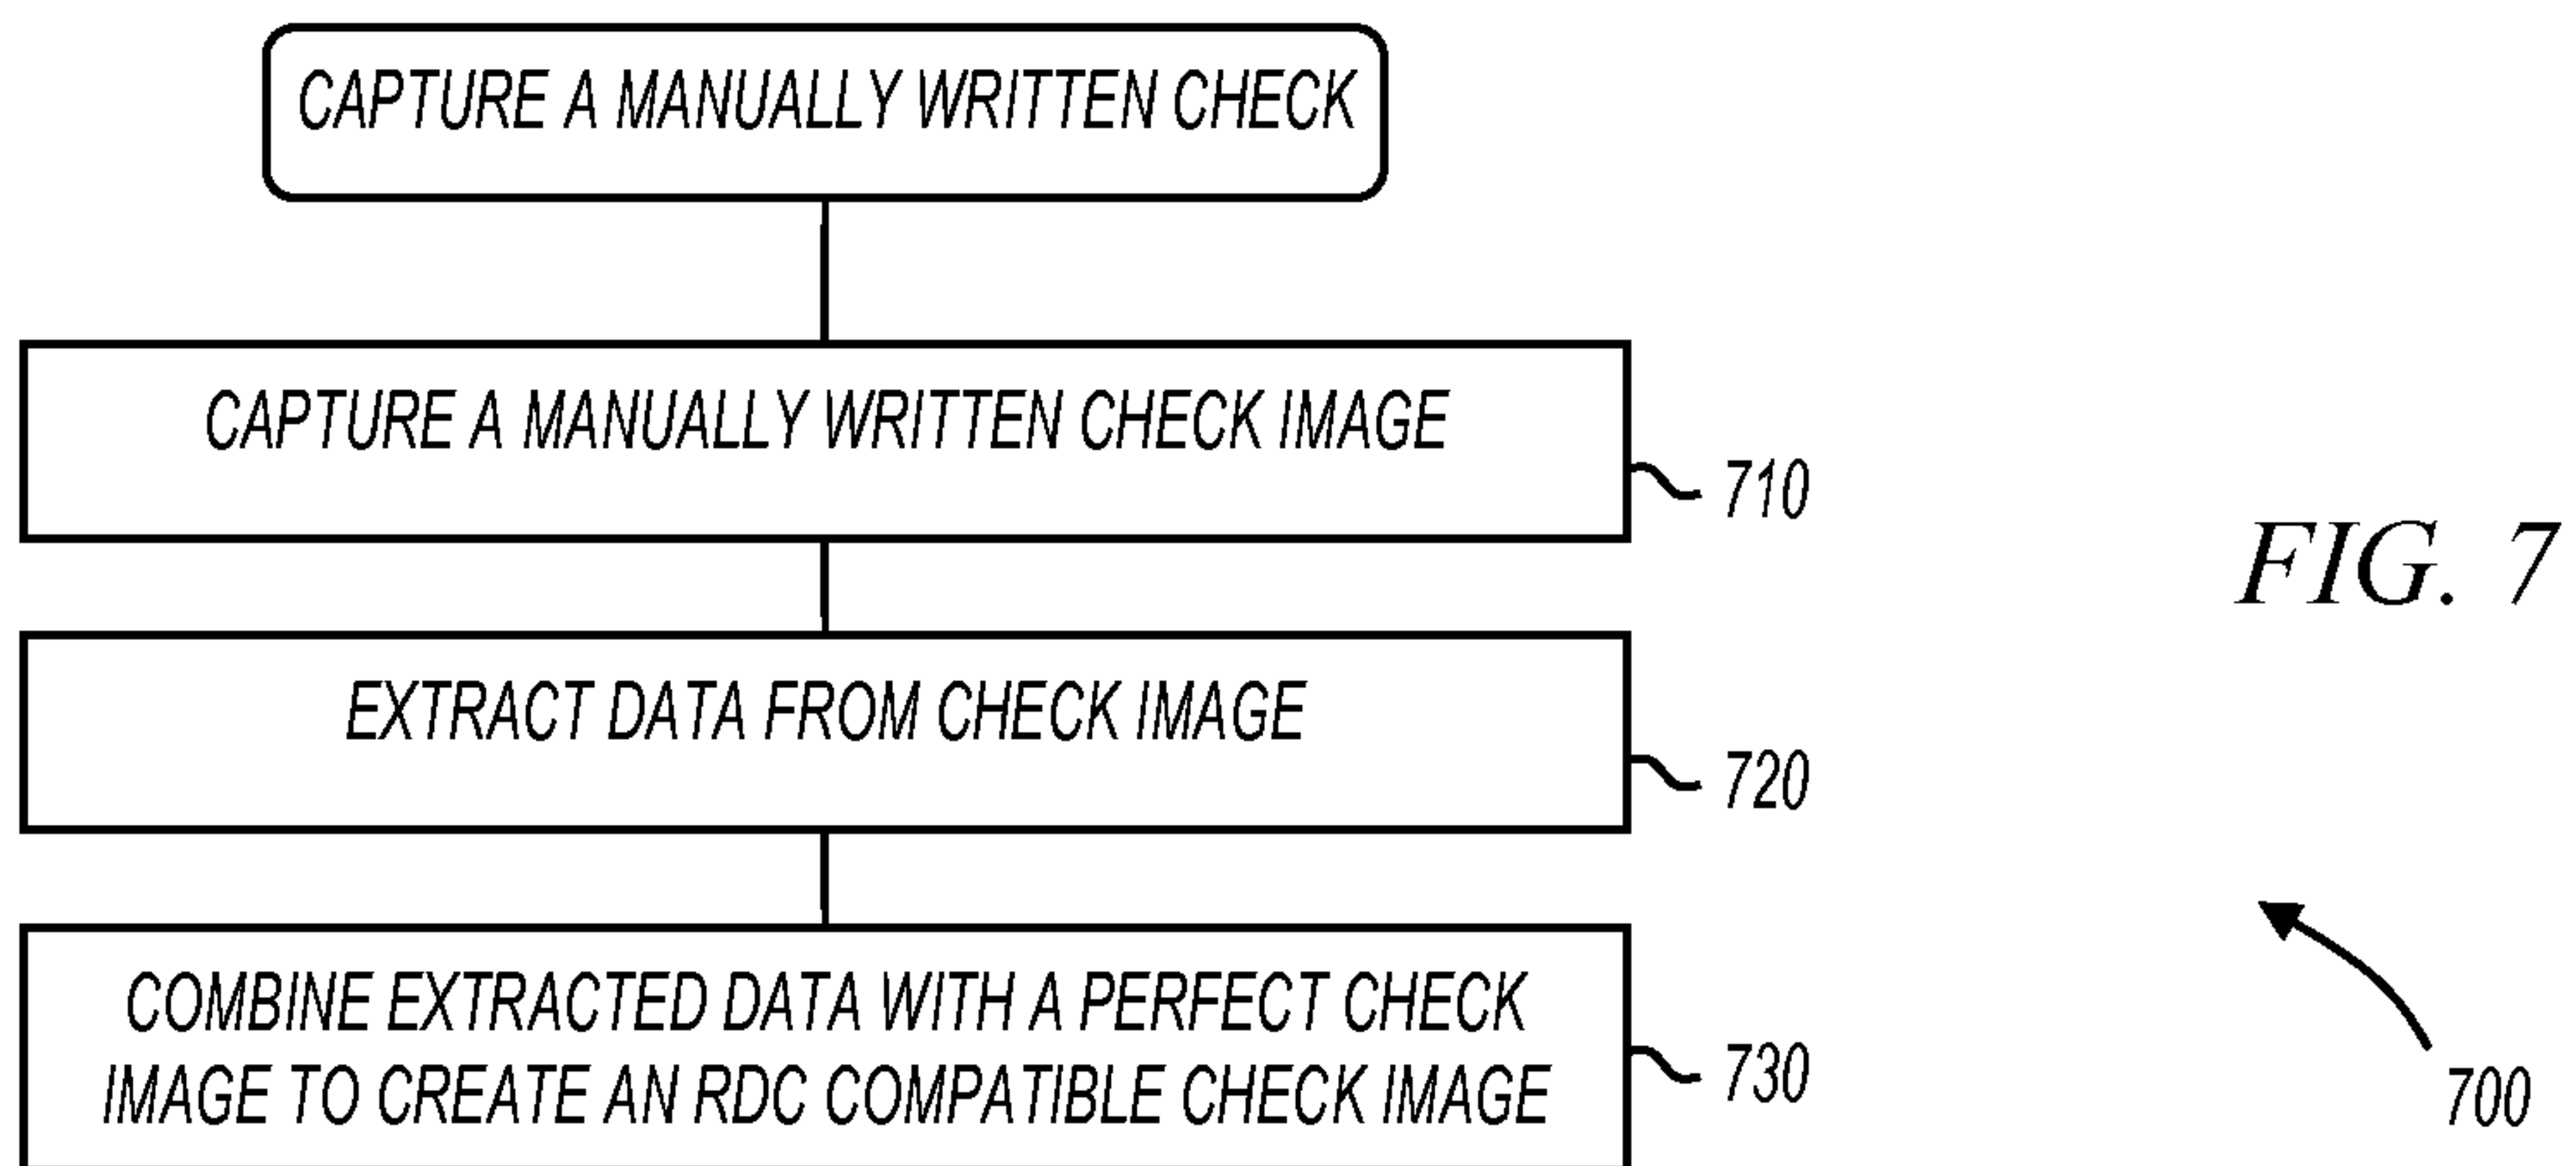 CAPTURE A MANUALLY WRITTEN CHECK
CAPTURE A MANUALLY WRITTEN CHECK IMAGE
710
EXTRACT DATA FROM CHECK IMAGE
720
COMBINE EXTRACTED DATA WITH A PERFECT CHECK
IMAGE TO CREATE AN RDC COMPATIBLE CHECK IMAGE
730
FIG. 7
700